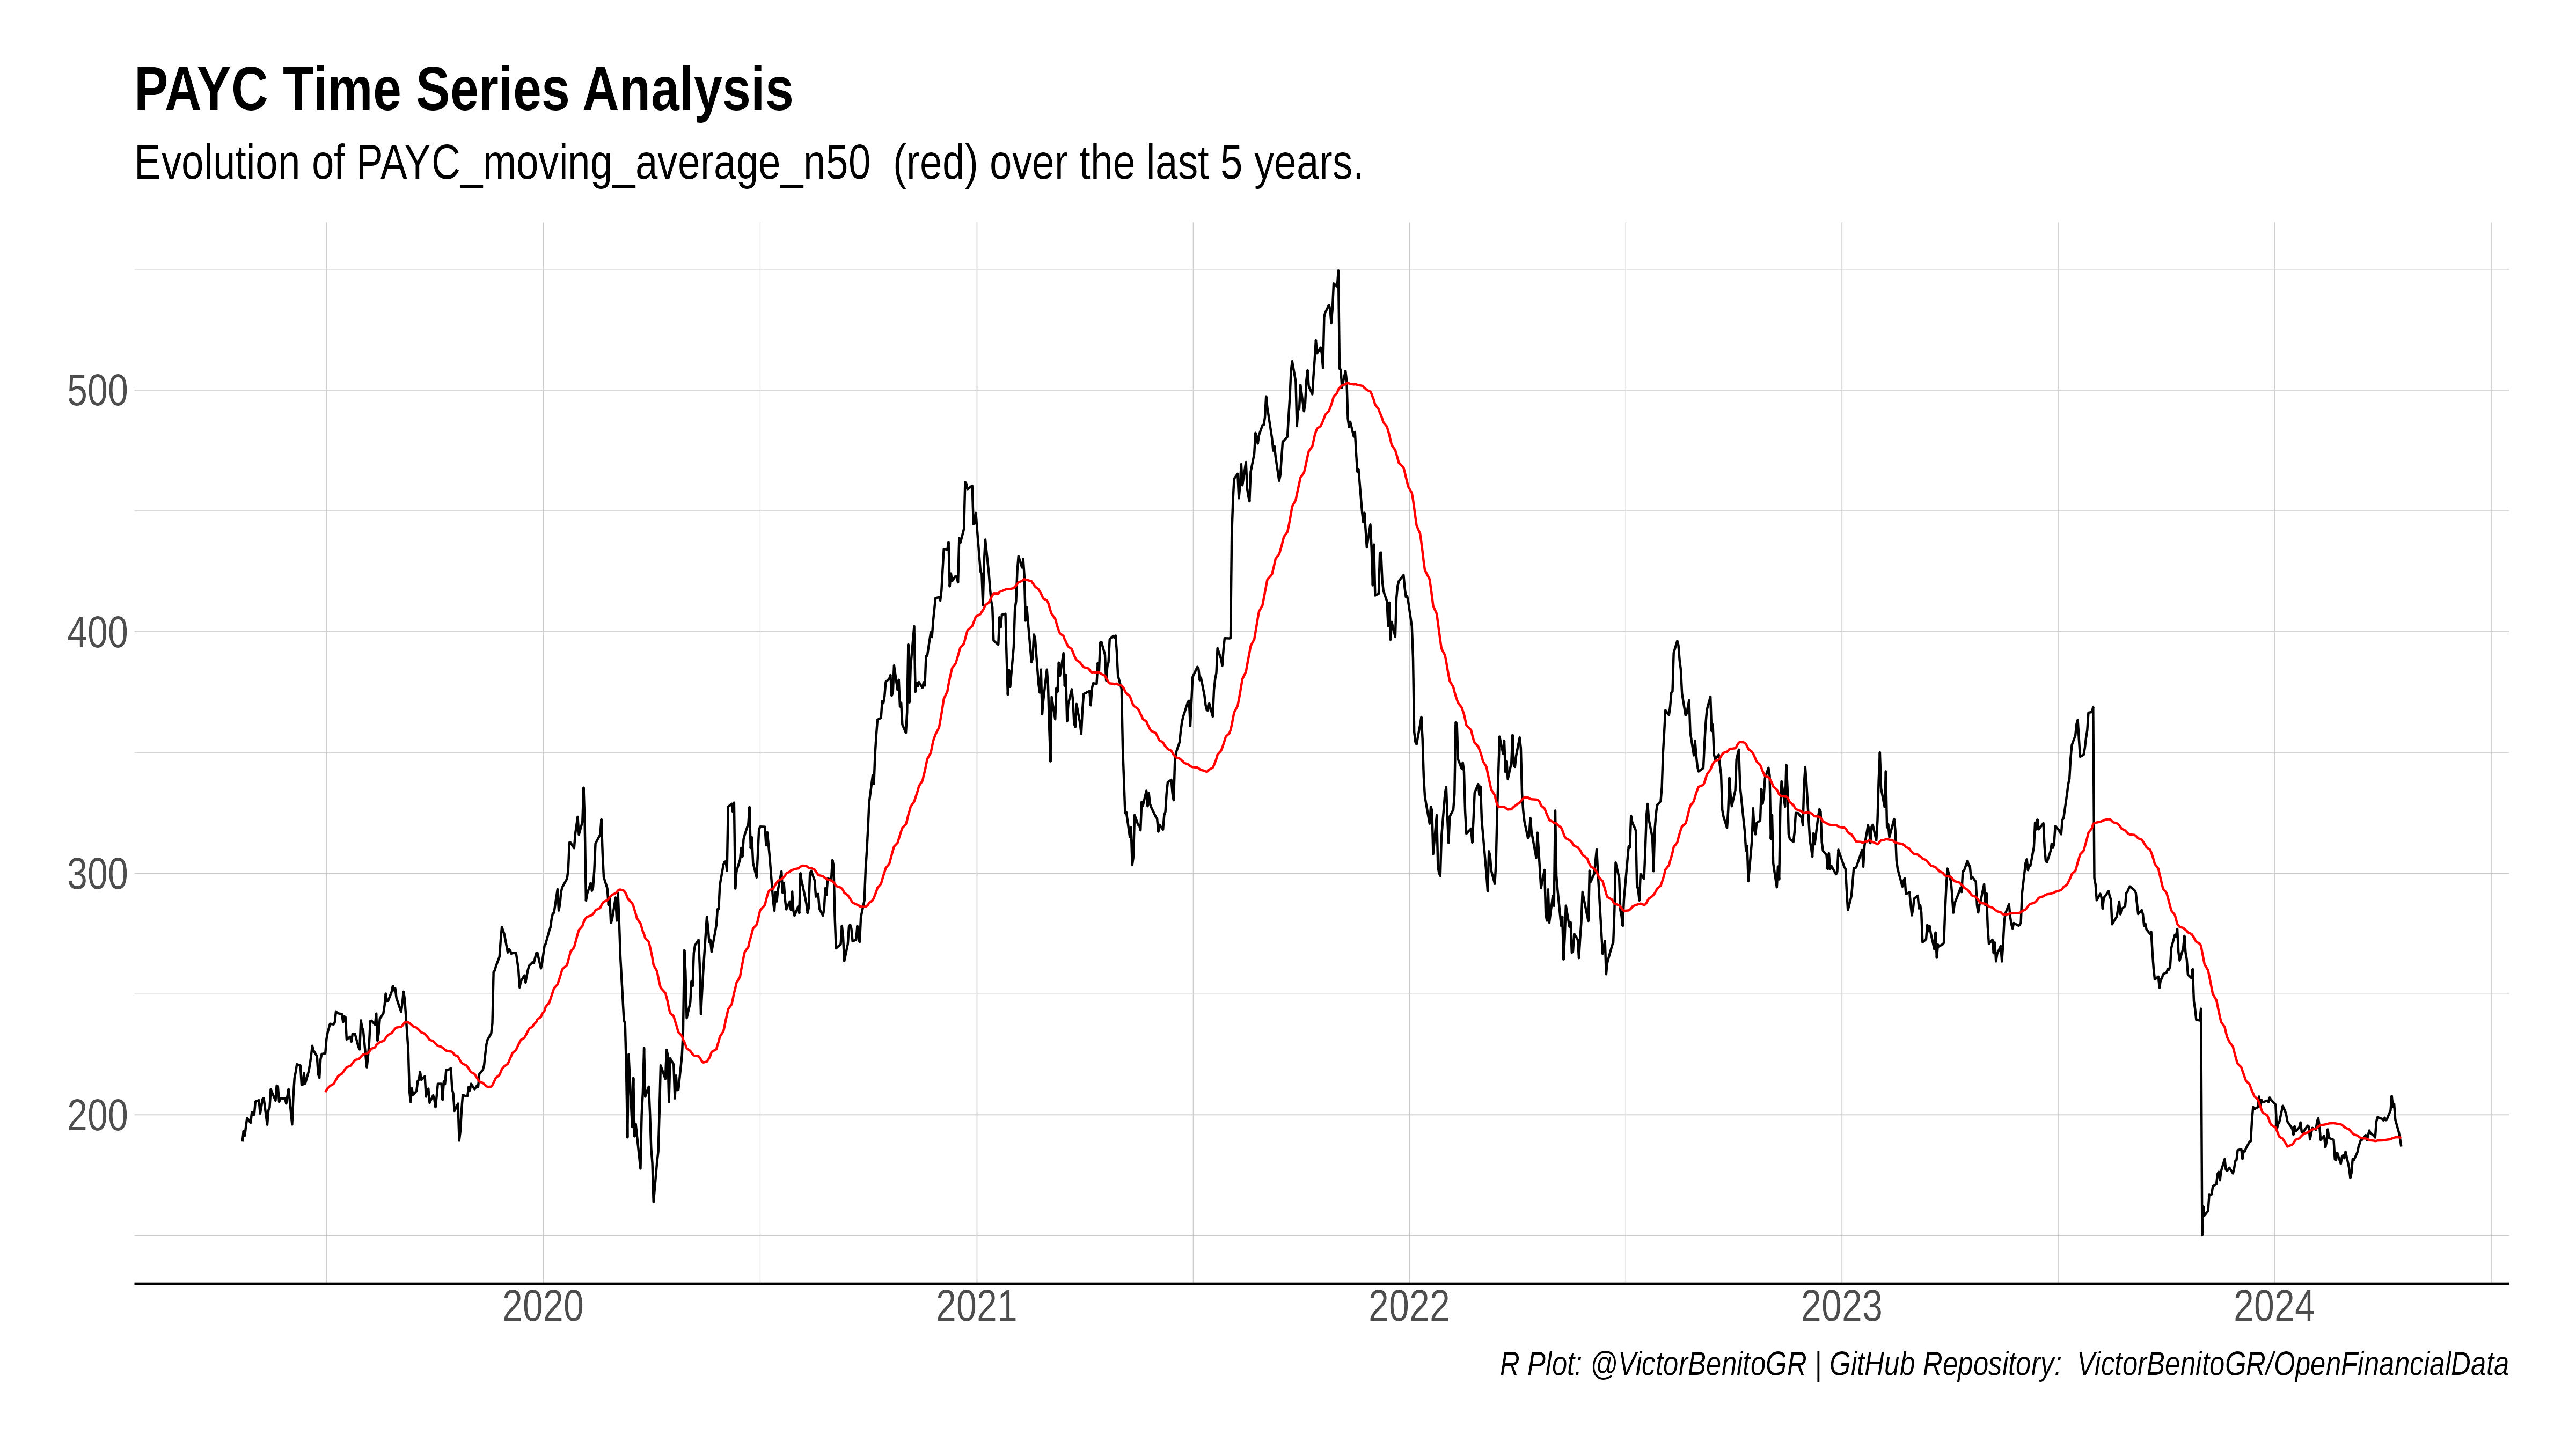 PAYC Time Series Analysis
Evolution of PAYC_moving_average_n50  (red) over the last 5 years.
500
400
300
200
2020 2021 2022 2023 2024
R Plot: @VictorBenitoGR | GitHub Repository:  VictorBenitoGR/OpenFinancialData